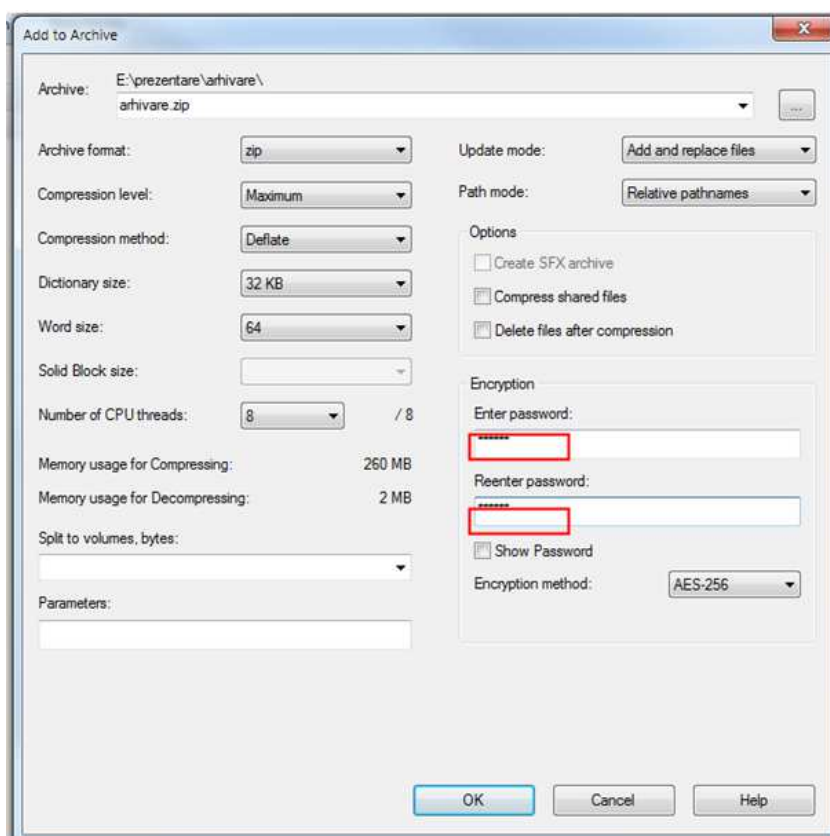 Add to Archive
Archive: E:\prezentare\arhivare\
arhivare.zip
...
Archive format: zip
Compression level: Maximum
Compression method: Deflate
Dictionary size: 32 KB
Word size: 64
Solid Block size:
Number of CPU threads: 8 / 8
Memory usage for Compressing: 260 MB
Memory usage for Decompressing: 2 MB
Split to volumes, bytes:
Parameters:
Update mode: Add and replace files
Path mode: Relative pathnames
Options
Create SFX archive
Compress shared files
Delete files after compression
Encryption
Enter password:
******
Reenter password:
******
Show Password
Encryption method: AES-256
OK Cancel Help